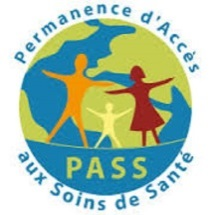 Permanence d'Accès
PASS
aux Soins de Santé